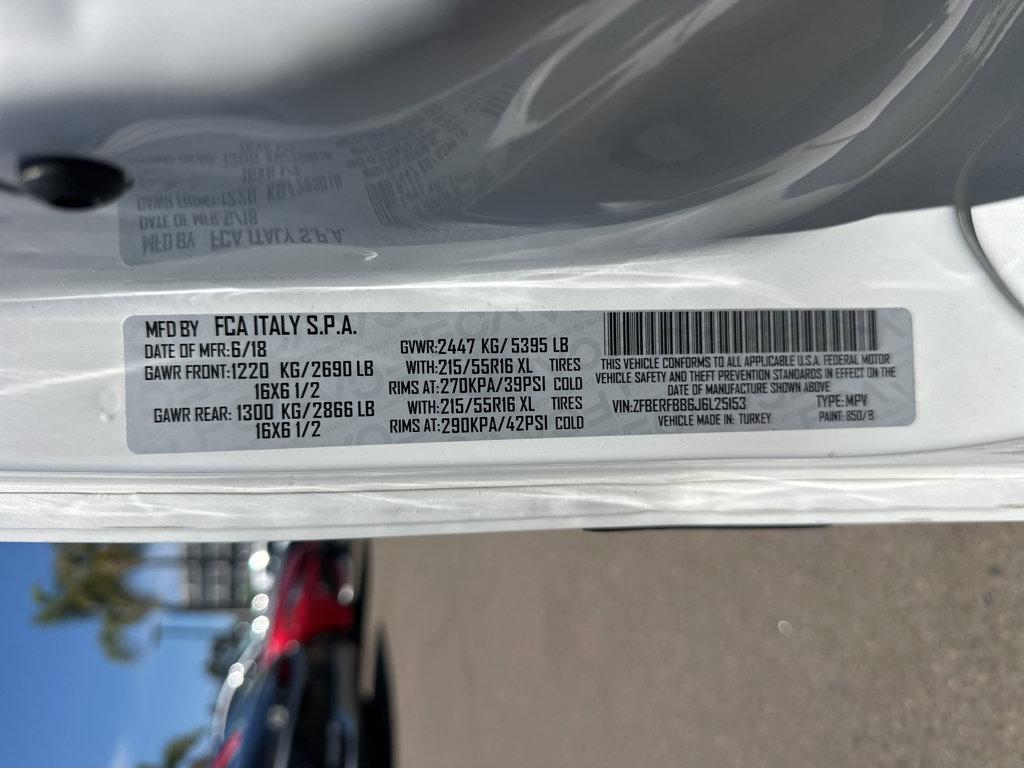 MFD BY FCA ITALY S.P.A.
DATE OF MFR:6/18
GAWR FRONT:1220 KG/2690 LB
16X6 1/2
GAWR REAR: 1300 KG/2866 LB
16X6 1/2
GVWR:2447 KG/ 5395 LB
WITH:215/55R16 XL TIRES
RIMS AT:270KPA/39PSI COLD
WITH:215/55R16 XL TIRES
RIMS AT:290KPA/42PSI COLD
THIS VEHICLE CONFORMS TO ALL APPLICABLE U.S.A. FEDERAL MOTOR
VEHICLE SAFETY AND THEFT PREVENTION STANDARDS IN EFFECT ON THE
DATE OF MANUFACTURE SHOWN ABOVE
VIN:ZFBERFBB6J6L25153 TYPE: MPV
VEHICLE MADE IN: TURKEY PAINT: 850/B